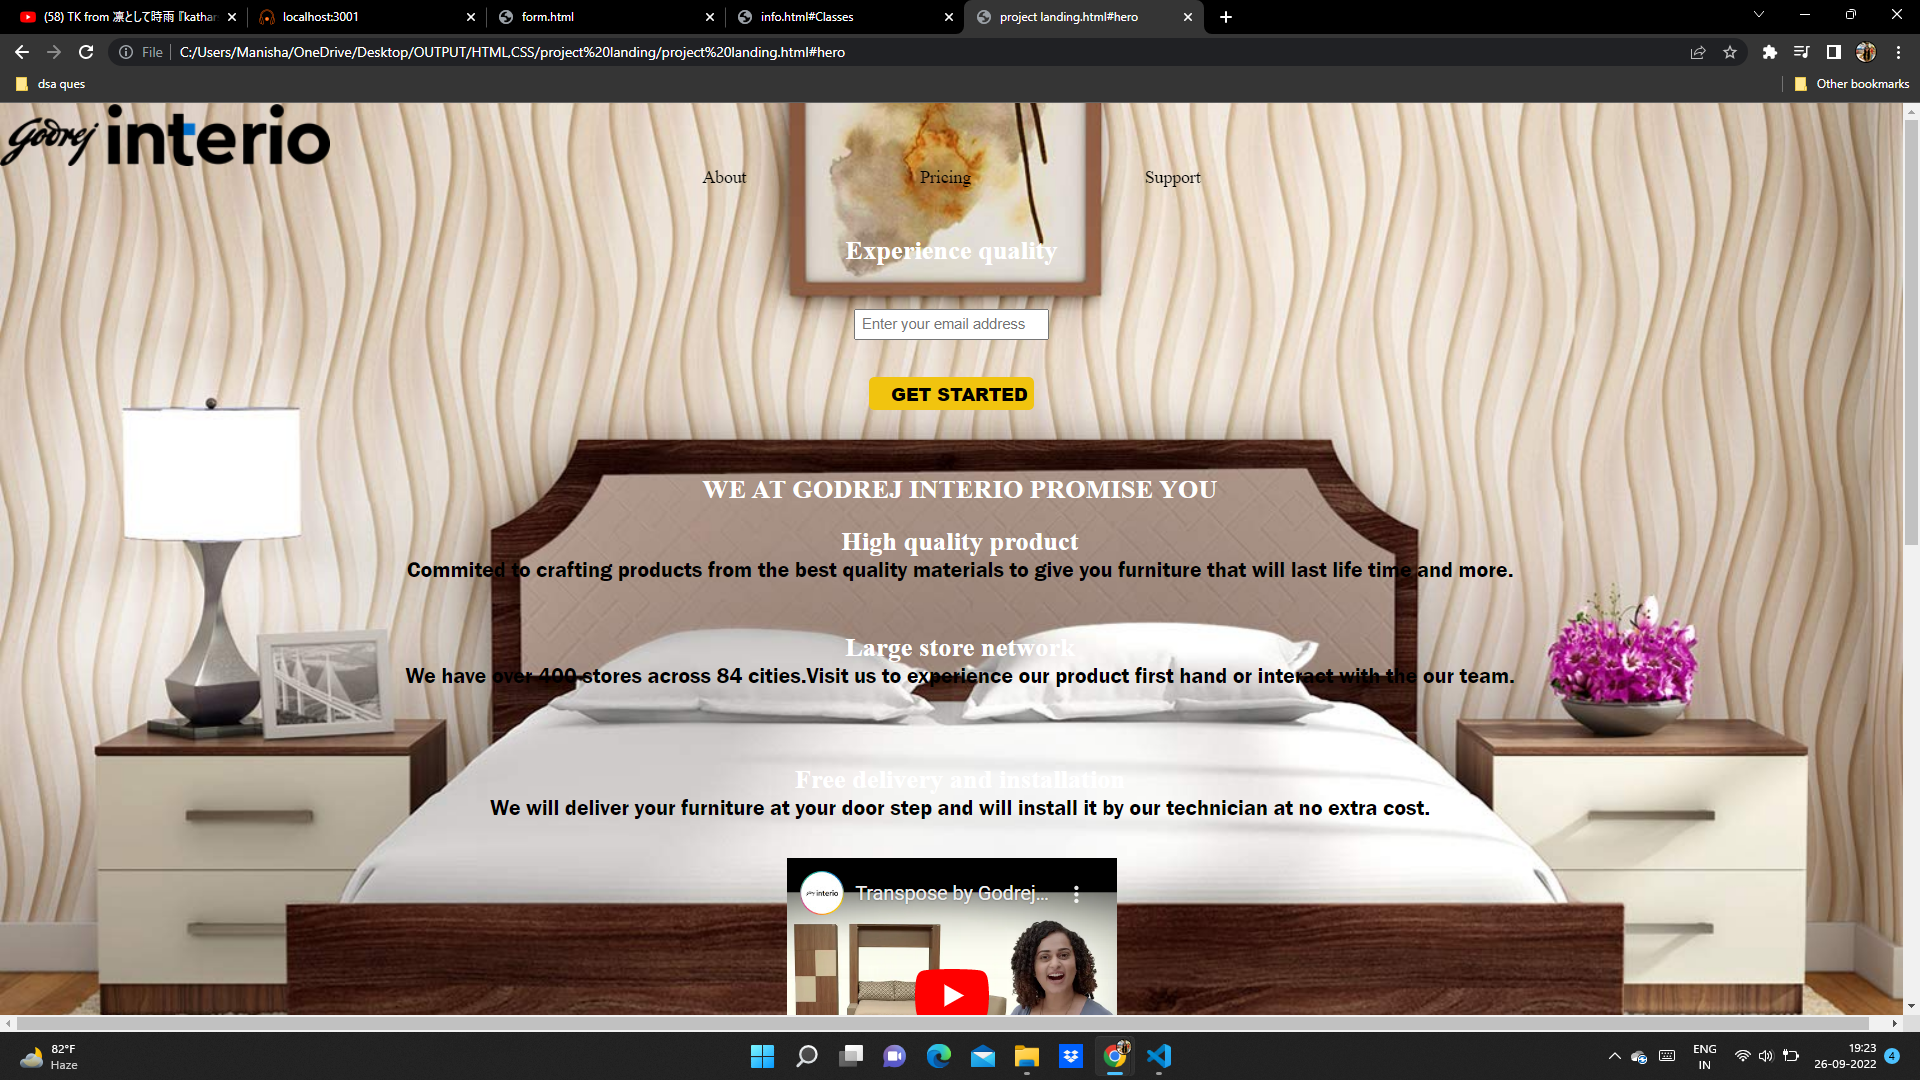 (58) TK from 凛として時雨 『kathar
localhost:3001
form.html
info.html#Classes
project landing.html#hero
File
C:/Users/Manisha/OneDrive/Desktop/OUTPUT/HTML,CSS/project%20landing/project%20landing.html#hero
dsa ques
Other bookmarks
Godrej interio
About
Pricing
Support
Experience quality
Enter your email address
GET STARTED
WE AT GODREJ INTERIO PROMISE YOU
High quality product
Commited to crafting products from the best quality materials to give you furniture that will last life time and more.
Large store network
We have over 400 stores across 84 cities.Visit us to experience our product first hand or interact with the our team.
Free delivery and installation
We will deliver your furniture at your door step and will install it by our technician at no extra cost.
interio
Transpose by Godrej...
82°F
Haze
ENG
IN
19:23
26-09-2022
4